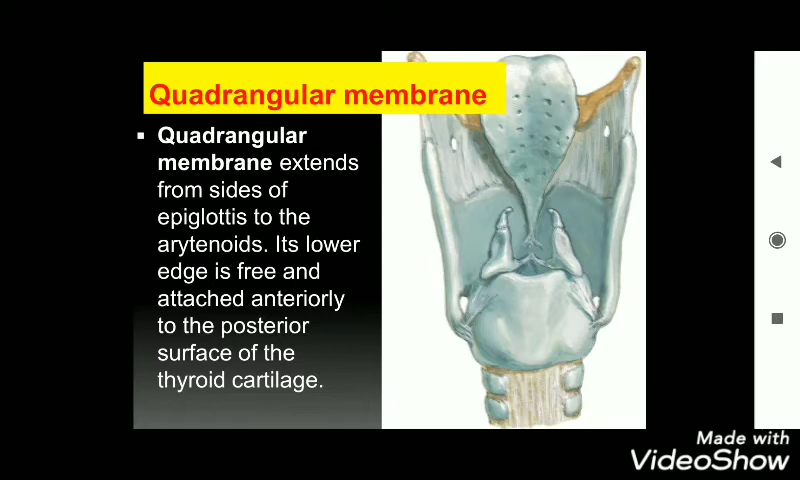 Quadrangular membrane
▪ Quadrangular
membrane extends
from sides of
epiglottis to the
arytenoids. Its lower
edge is free and
attached anteriorly
to the posterior
surface of the
thyroid cartilage.
Made with
VideoShow